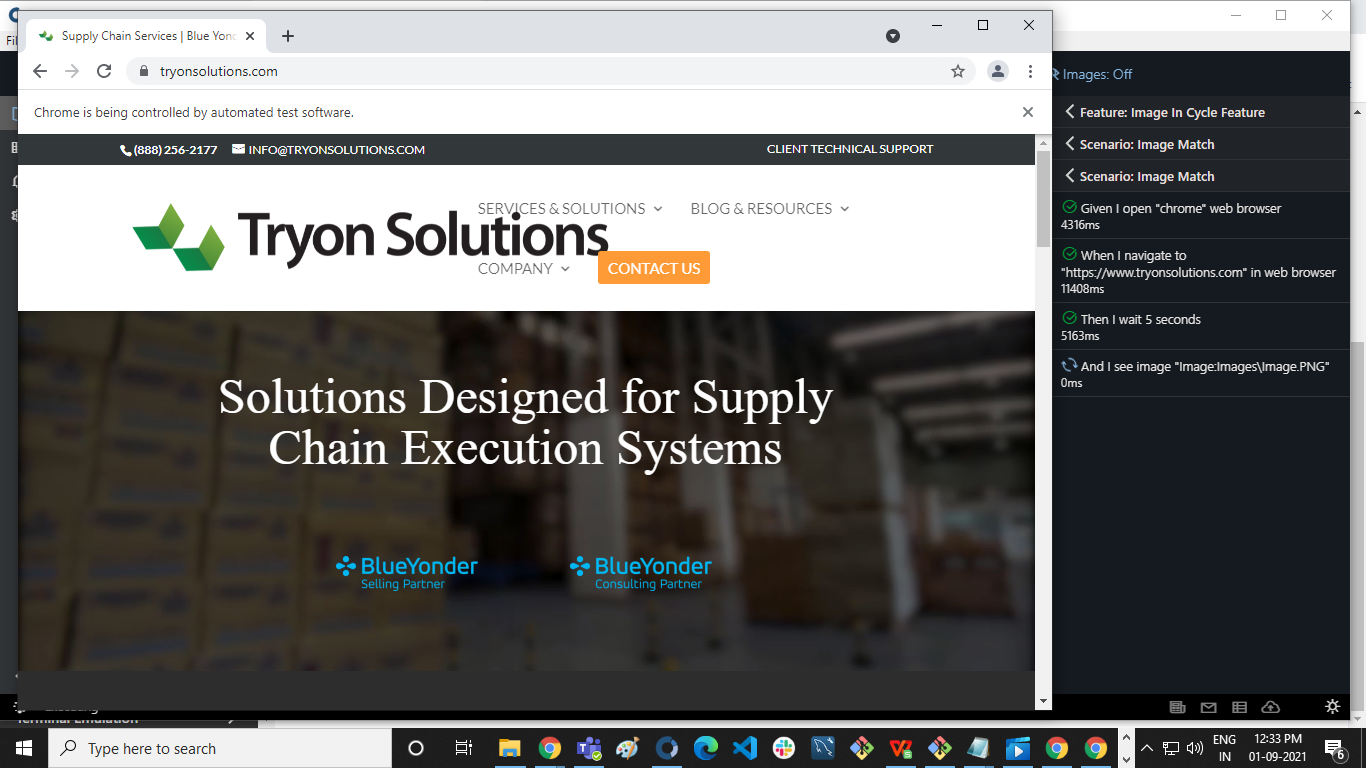 Supply Chain Services | Blue Yond
tryonsolutions.com
Chrome is being controlled by automated test software.
(888) 256-2177
INFO@TRYONSOLUTIONS.COM
CLIENT TECHNICAL SUPPORT
Tryon Solutions
SERVICES & SOLUTIONS
BLOG & RESOURCES
COMPANY
CONTACT US
Solutions Designed for Supply
Chain Execution Systems
BlueYonder
Selling Partner
BlueYonder
Consulting Partner
Images: Off
Feature: Image In Cycle Feature
Scenario: Image Match
Scenario: Image Match
Given I open "chrome" web browser
4316ms
When I navigate to
"https://www.tryonsolutions.com" in web browser
11408ms
Then I wait 5 seconds
5163ms
And I see image "Image:Images\Image.PNG"
0ms
Terminal Emulation
Type here to search
ENG
IN
12:33 PM
01-09-2021
6